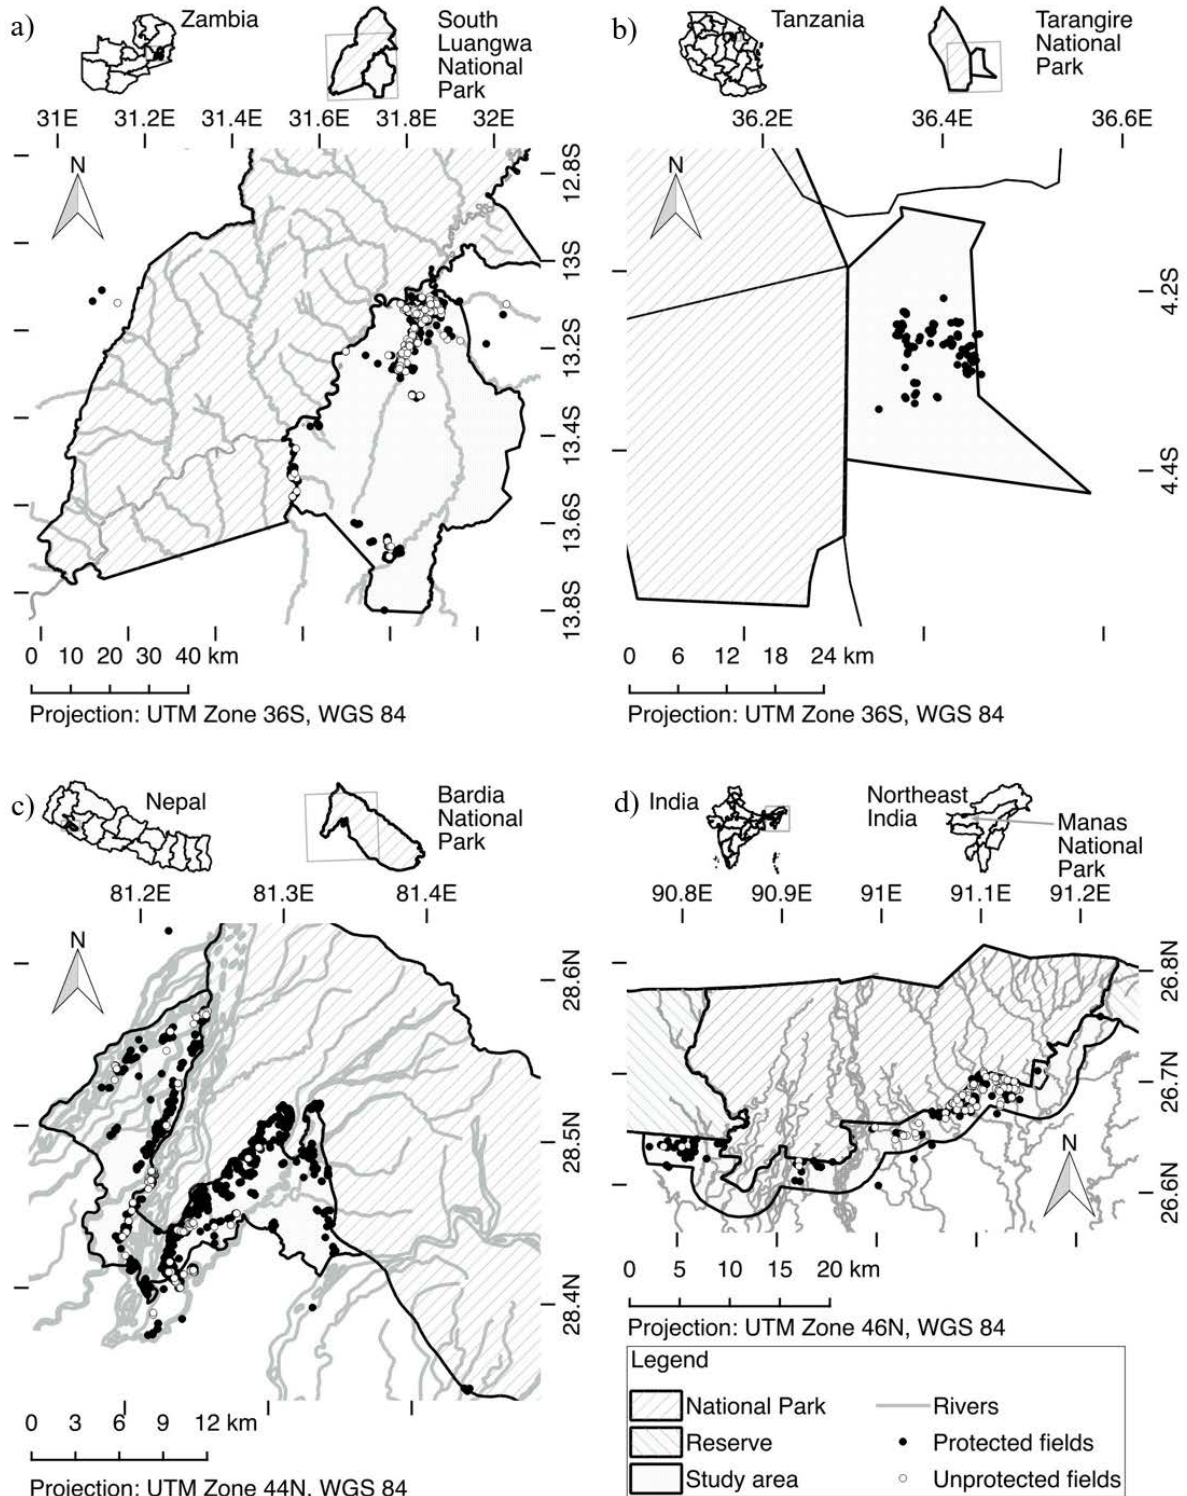 a)
Zambia
South
Luangwa
National
Park
31E 31.2E 31.4E 31.6E 31.8E 32E
N
12.8S
13S
13.2S
13.4S
13.6S
13.8S
0 10 20 30 40 km
Projection: UTM Zone 36S, WGS 84
b)
Tanzania
Tarangire
National
Park
36.2E 36.4E 36.6E
N
4.2S
4.4S
0 6 12 18 24 km
Projection: UTM Zone 36S, WGS 84
c)
Nepal
Bardia
National
Park
81.2E 81.3E 81.4E
N
28.6N
28.5N
28.4N
0 3 6 9 12 km
Projection: UTM Zone 44N, WGS 84
d)
India
Northeast
India
Manas
National
Park
90.8E 90.9E 91E 91.1E 91.2E
26.8N
26.7N
26.6N
N
0 5 10 15 20 km
Projection: UTM Zone 46N, WGS 84
Legend
National Park
Reserve
Study area
Rivers
Protected fields
Unprotected fields